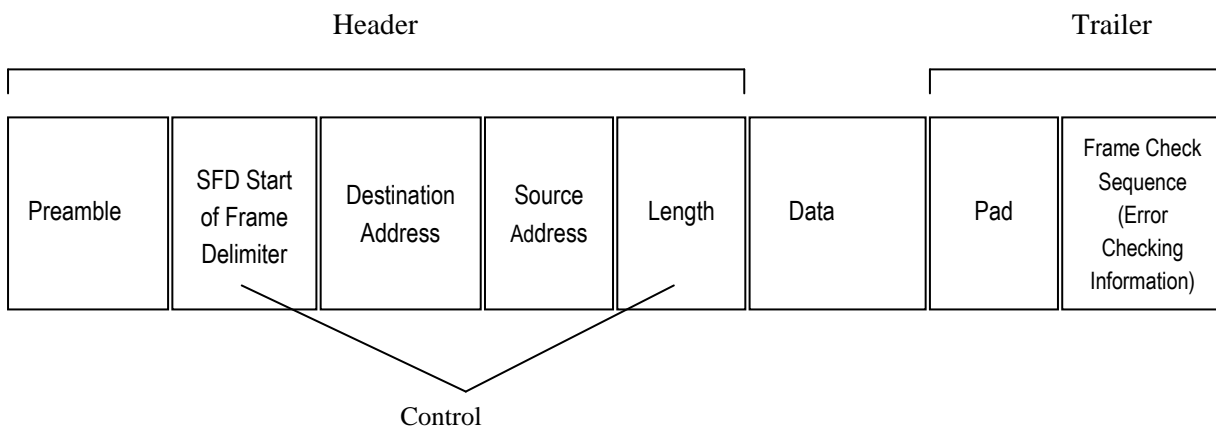 Header
Trailer
Preamble
SFD Start
of Frame
Delimiter
Destination
Address
Source
Address
Length
Data
Pad
Frame Check
Sequence
(Error
Checking
Information)
Control